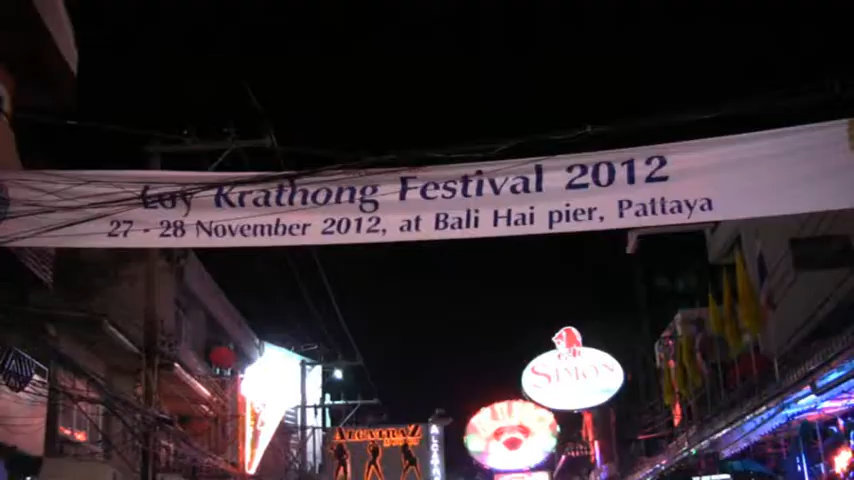 Loy Krathong Festival 2012
27 - 28 November 2012, at Bali Hai pier, Pattaya
SIMON
ALCATRAZ